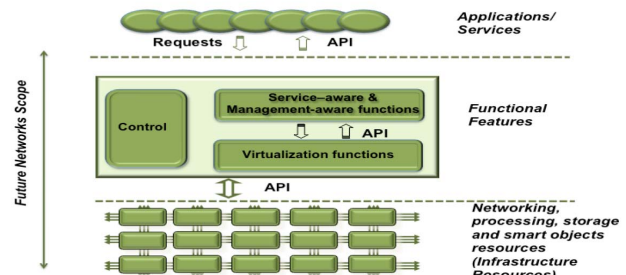 Applications/
Services
Requests
API
Future Networks Scope
Control
Service–aware &
Management-aware functions
API
Virtualization functions
Functional
Features
API
Networking,
processing, storage
and smart objects
resources
(Infrastructure
Resources)